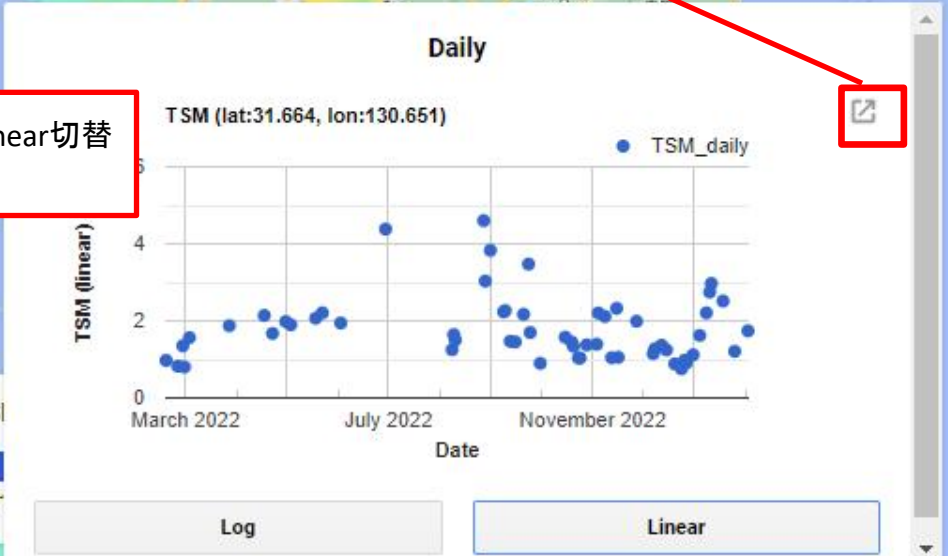 Daily
TSM (lat:31.664, lon:130.651)
near切替
TSM_daily
TSM (linear)
4
2
0
March 2022
July 2022
November 2022
Date
Log
Linear